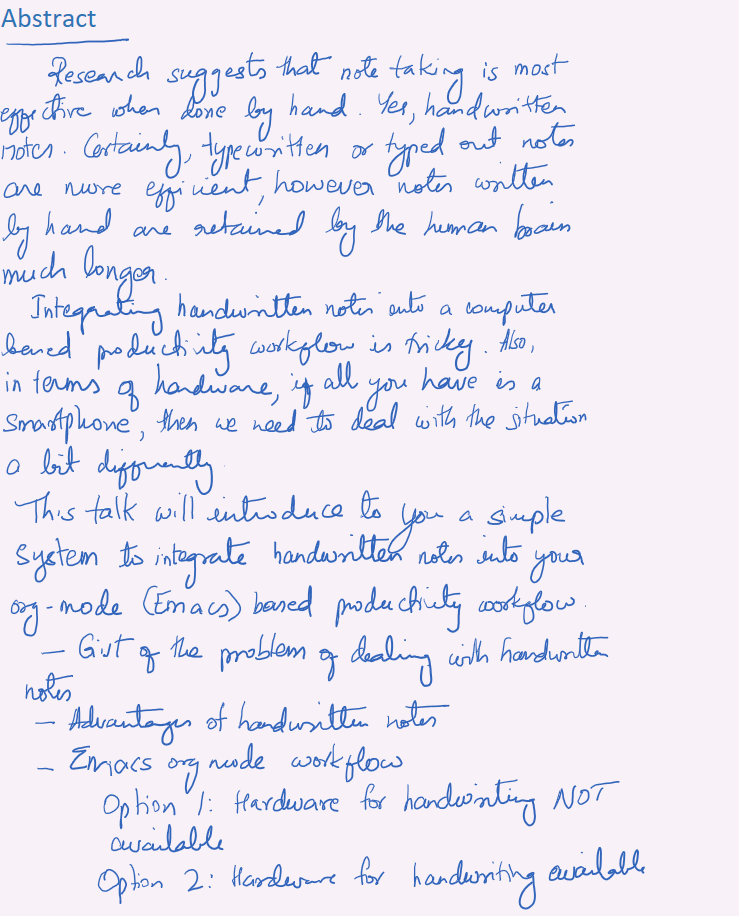 Abstract
Research suggests that note taking is most
effective when done by hand. Yes, handwritten
notes. Certainly, typewritten or typed out notes
are more efficient, however notes written
by hand are retained by the human brain
much longer.
Integrating handwritten notes into a computer
based productivity workflow is tricky. Also,
in terms of hardware, if all you have is a
smartphone, then we need to deal with the situation
a bit differently.
This talk will introduce to you a simple
system to integrate handwritten notes into your
org-mode (Emacs) based productivity workflow.
- Gist of the problem of dealing with handwritten
notes
- Advantages of handwritten notes
- Emacs org mode workflow
Option 1: Hardware for handwriting NOT
available
Option 2: Hardware for handwriting available